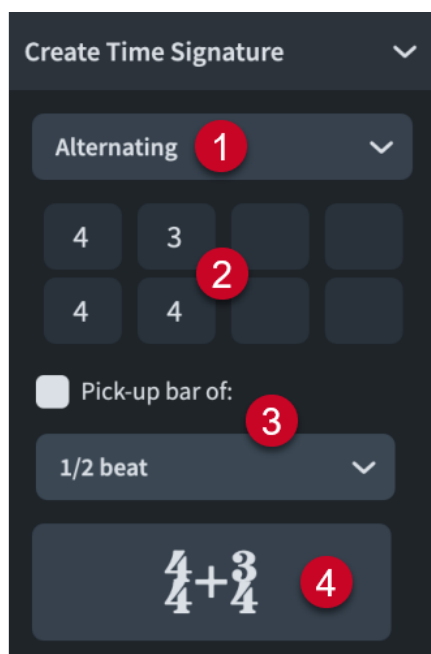 Create Time Signature
Alternating 1
4 3
2
4 4
Pick-up bar of:
3
1/2 beat
4/4+3/4 4